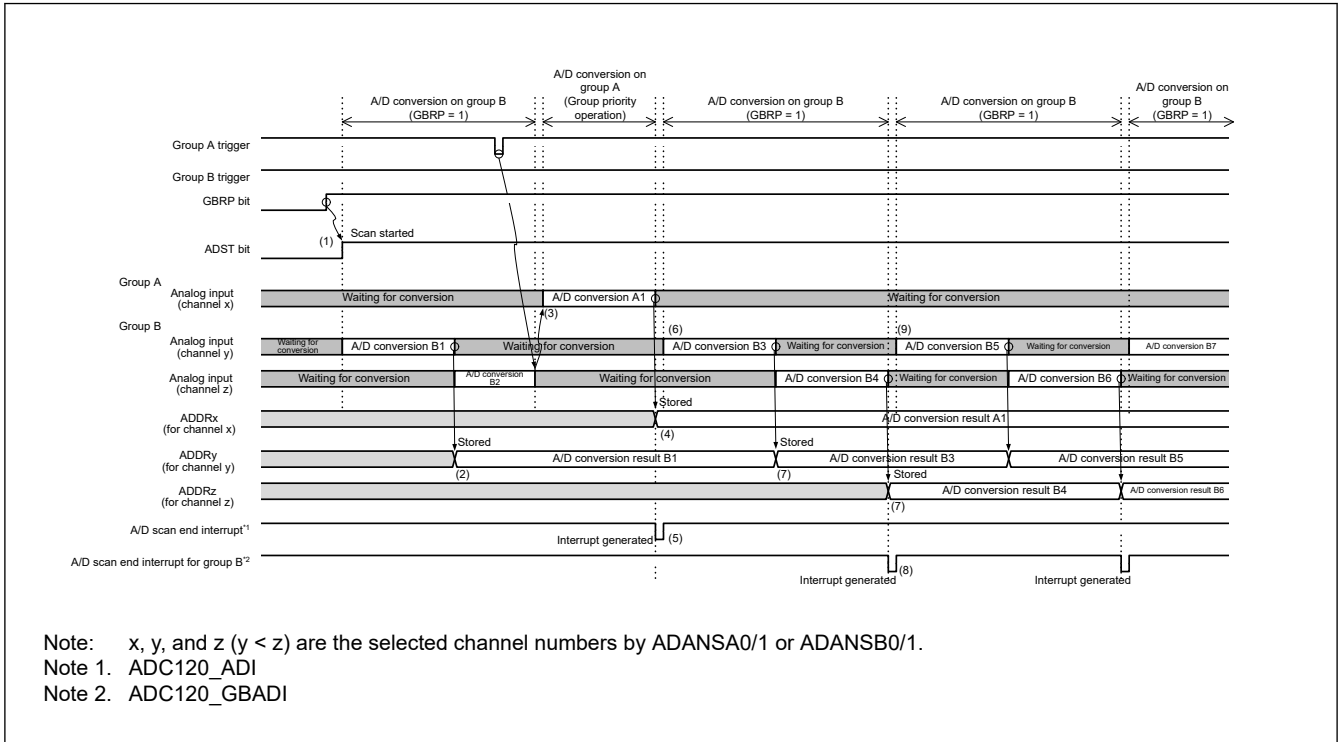 A/D conversion on
group A
(Group priority
operation)
A/D conversion on group B
(GBRP = 1)
A/D conversion on group B
(GBRP = 1)
A/D conversion on group B
(GBRP = 1)
A/D conversion on
group B
(GBRP = 1)
Group A trigger
Group B trigger
GBRP bit
(1)
Scan started
ADST bit
Group A
Analog input
(channel x)
Waiting for conversion
A/D conversion A1
Waiting for conversion
(3)
Group B
(6)
(9)
Analog input
(channel y)
Waiting for
conversion
A/D conversion B1
Waiting for conversion
A/D conversion B3
Waiting for conversion
A/D conversion B5
Waiting for conversion
A/D conversion B7
Analog input
(channel z)
Waiting for conversion
A/D conversion
B2
Waiting for conversion
A/D conversion B4
Waiting for conversion
A/D conversion B6
Waiting for conversion
Stored
ADDRx
(for channel x)
A/D conversion result A1
(4)
Stored
Stored
ADDRy
(for channel y)
A/D conversion result B1
A/D conversion result B3
A/D conversion result B5
(2)
(7)
Stored
ADDRz
(for channel z)
A/D conversion result B4
A/D conversion result B6
(7)
A/D scan end interrupt*1
Interrupt generated
(5)
A/D scan end interrupt for group B*2
(8)
Interrupt generated
Interrupt generated
Note: x, y, and z (y < z) are the selected channel numbers by ADANSA0/1 or ADANSB0/1.
Note 1. ADC120_ADI
Note 2. ADC120_GBADI